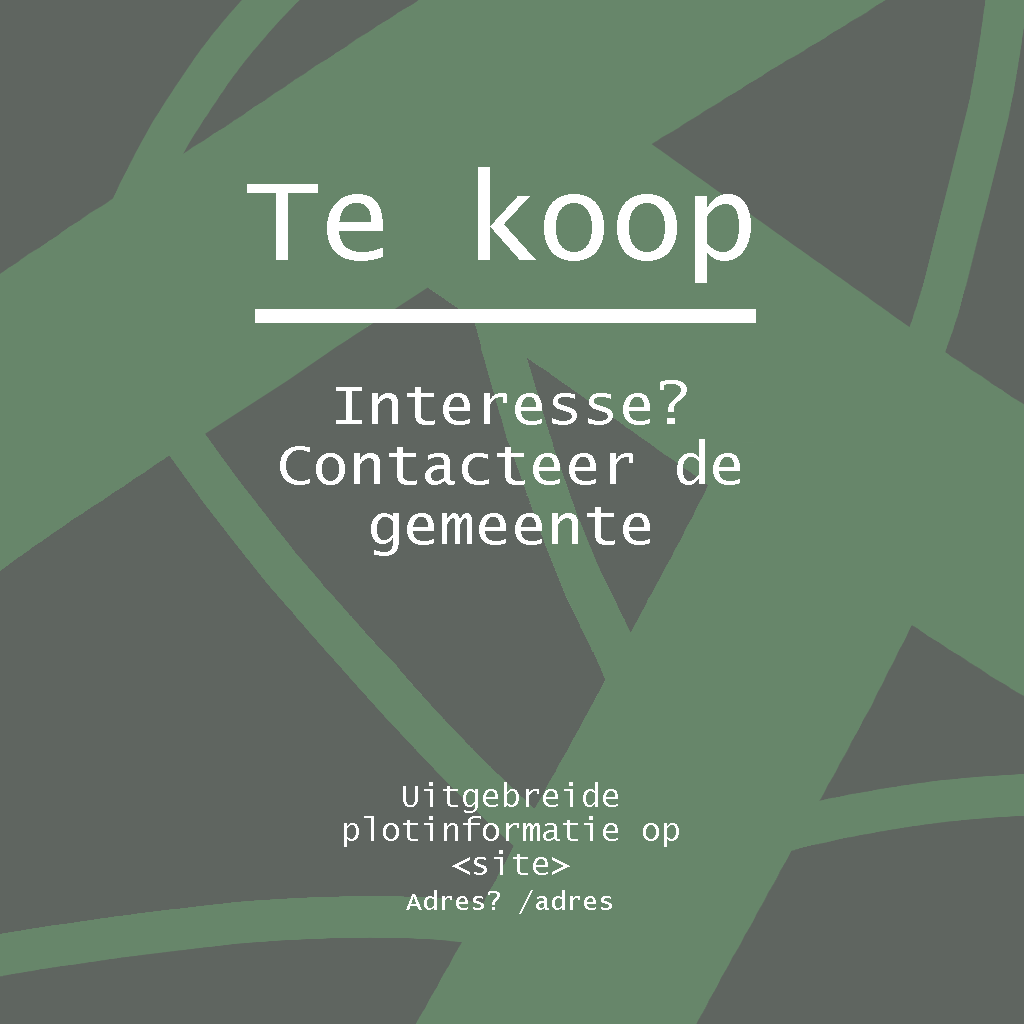 Te koop
Interesse?
Contacteer de
gemeente
Uitgebreide
plotinformatie op
<site>
Adres? /adres